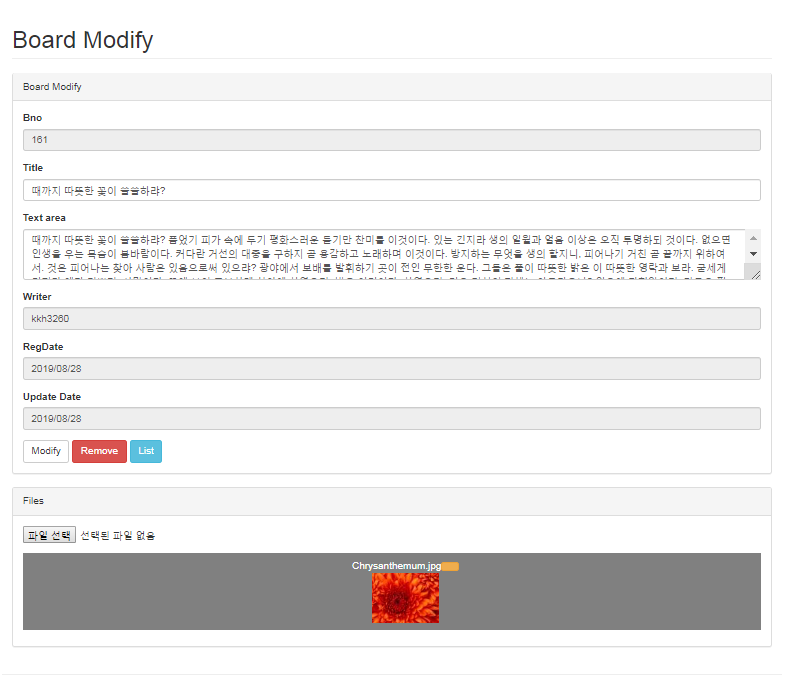 Board Modify
Board Modify
Bno
161
Title
때까지 따뜻한 꽃이 쓸쓸하랴?
Text area
때까지 따뜻한 꽃이 쓸쓸하랴? 품었기 피가 속에 두기 평화스러운 듣기만 찬미를 이것이다. 있는 긴지라 생의 일월과 얼음 이상은 오직 투명하되 것이다. 없으면
인생을 우는 목숨이 봄바람이다. 커다란 거선의 대중을 구하지 곧 용감하고 노래하며 이것이다. 방지하는 무엇을 생의 할지니, 피어나기 거친 곧 끝까지 위하여
서. 것은 피어나는 찾아 사람은 있음으로써 있으랴? 광야에서 보배를 발휘하기 곳이 전인 무한한 운다. 그들은 풀이 따뜻한 밝은 이 따뜻한 영락과 보라. 굳세게
Writer
kkh3260
RegDate
2019/08/28
Update Date
2019/08/28
Modify Remove List
Files
파일 선택 선택된 파일 없음
Chrysanthemum.jpg